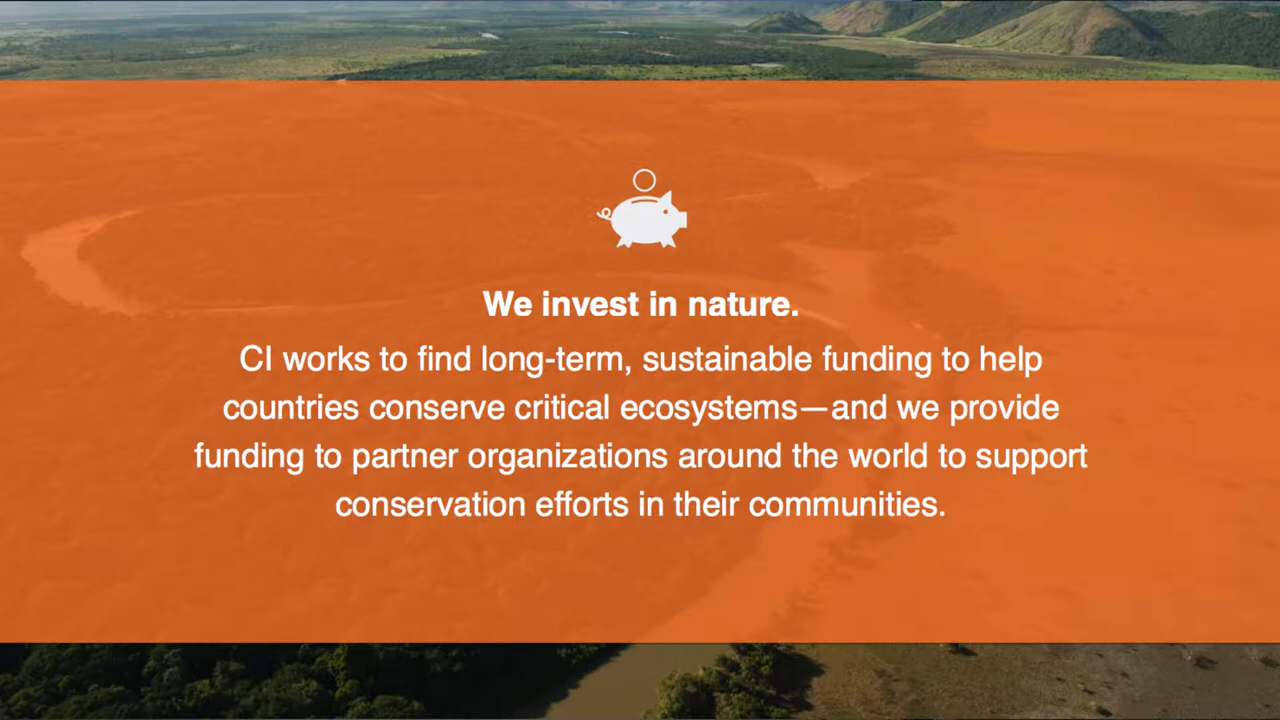 We invest in nature.
CI works to find long-term, sustainable funding to help
countries conserve critical ecosystems—and we provide
funding to partner organizations around the world to support
conservation efforts in their communities.